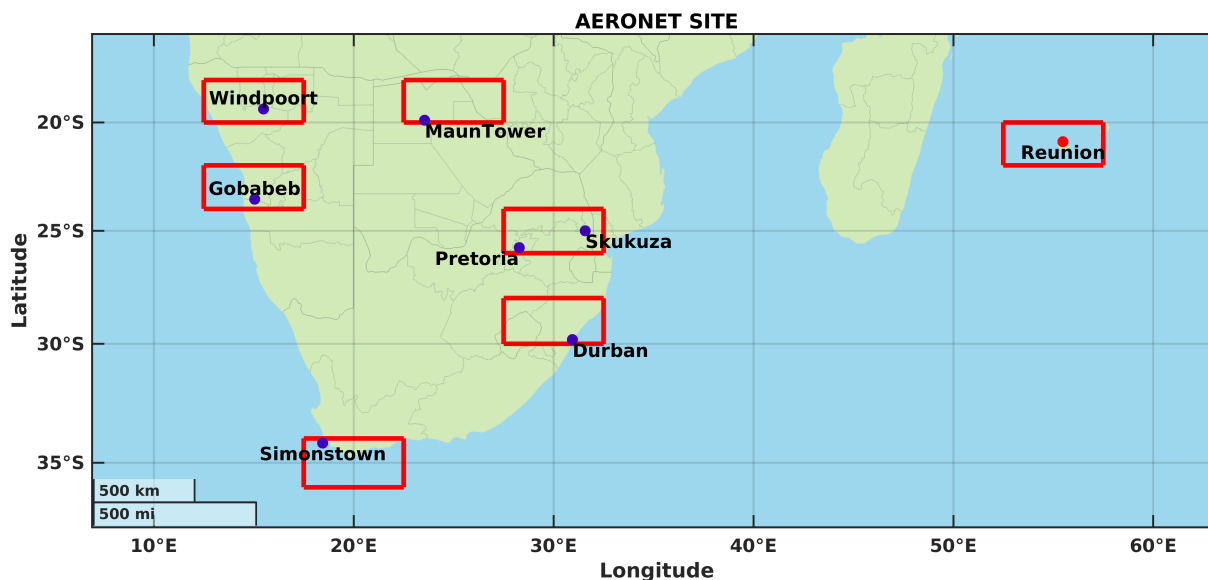 AERONET SITE
Windpoort
MaunTower
20°S
Reunion
Gobabeb
25°S
Skukuza
Pretoria
Latitude
30°S
Durban
Simonstown
35°S
500 km
500 mi
10°E
20°E
30°E
40°E
50°E
60°E
Longitude